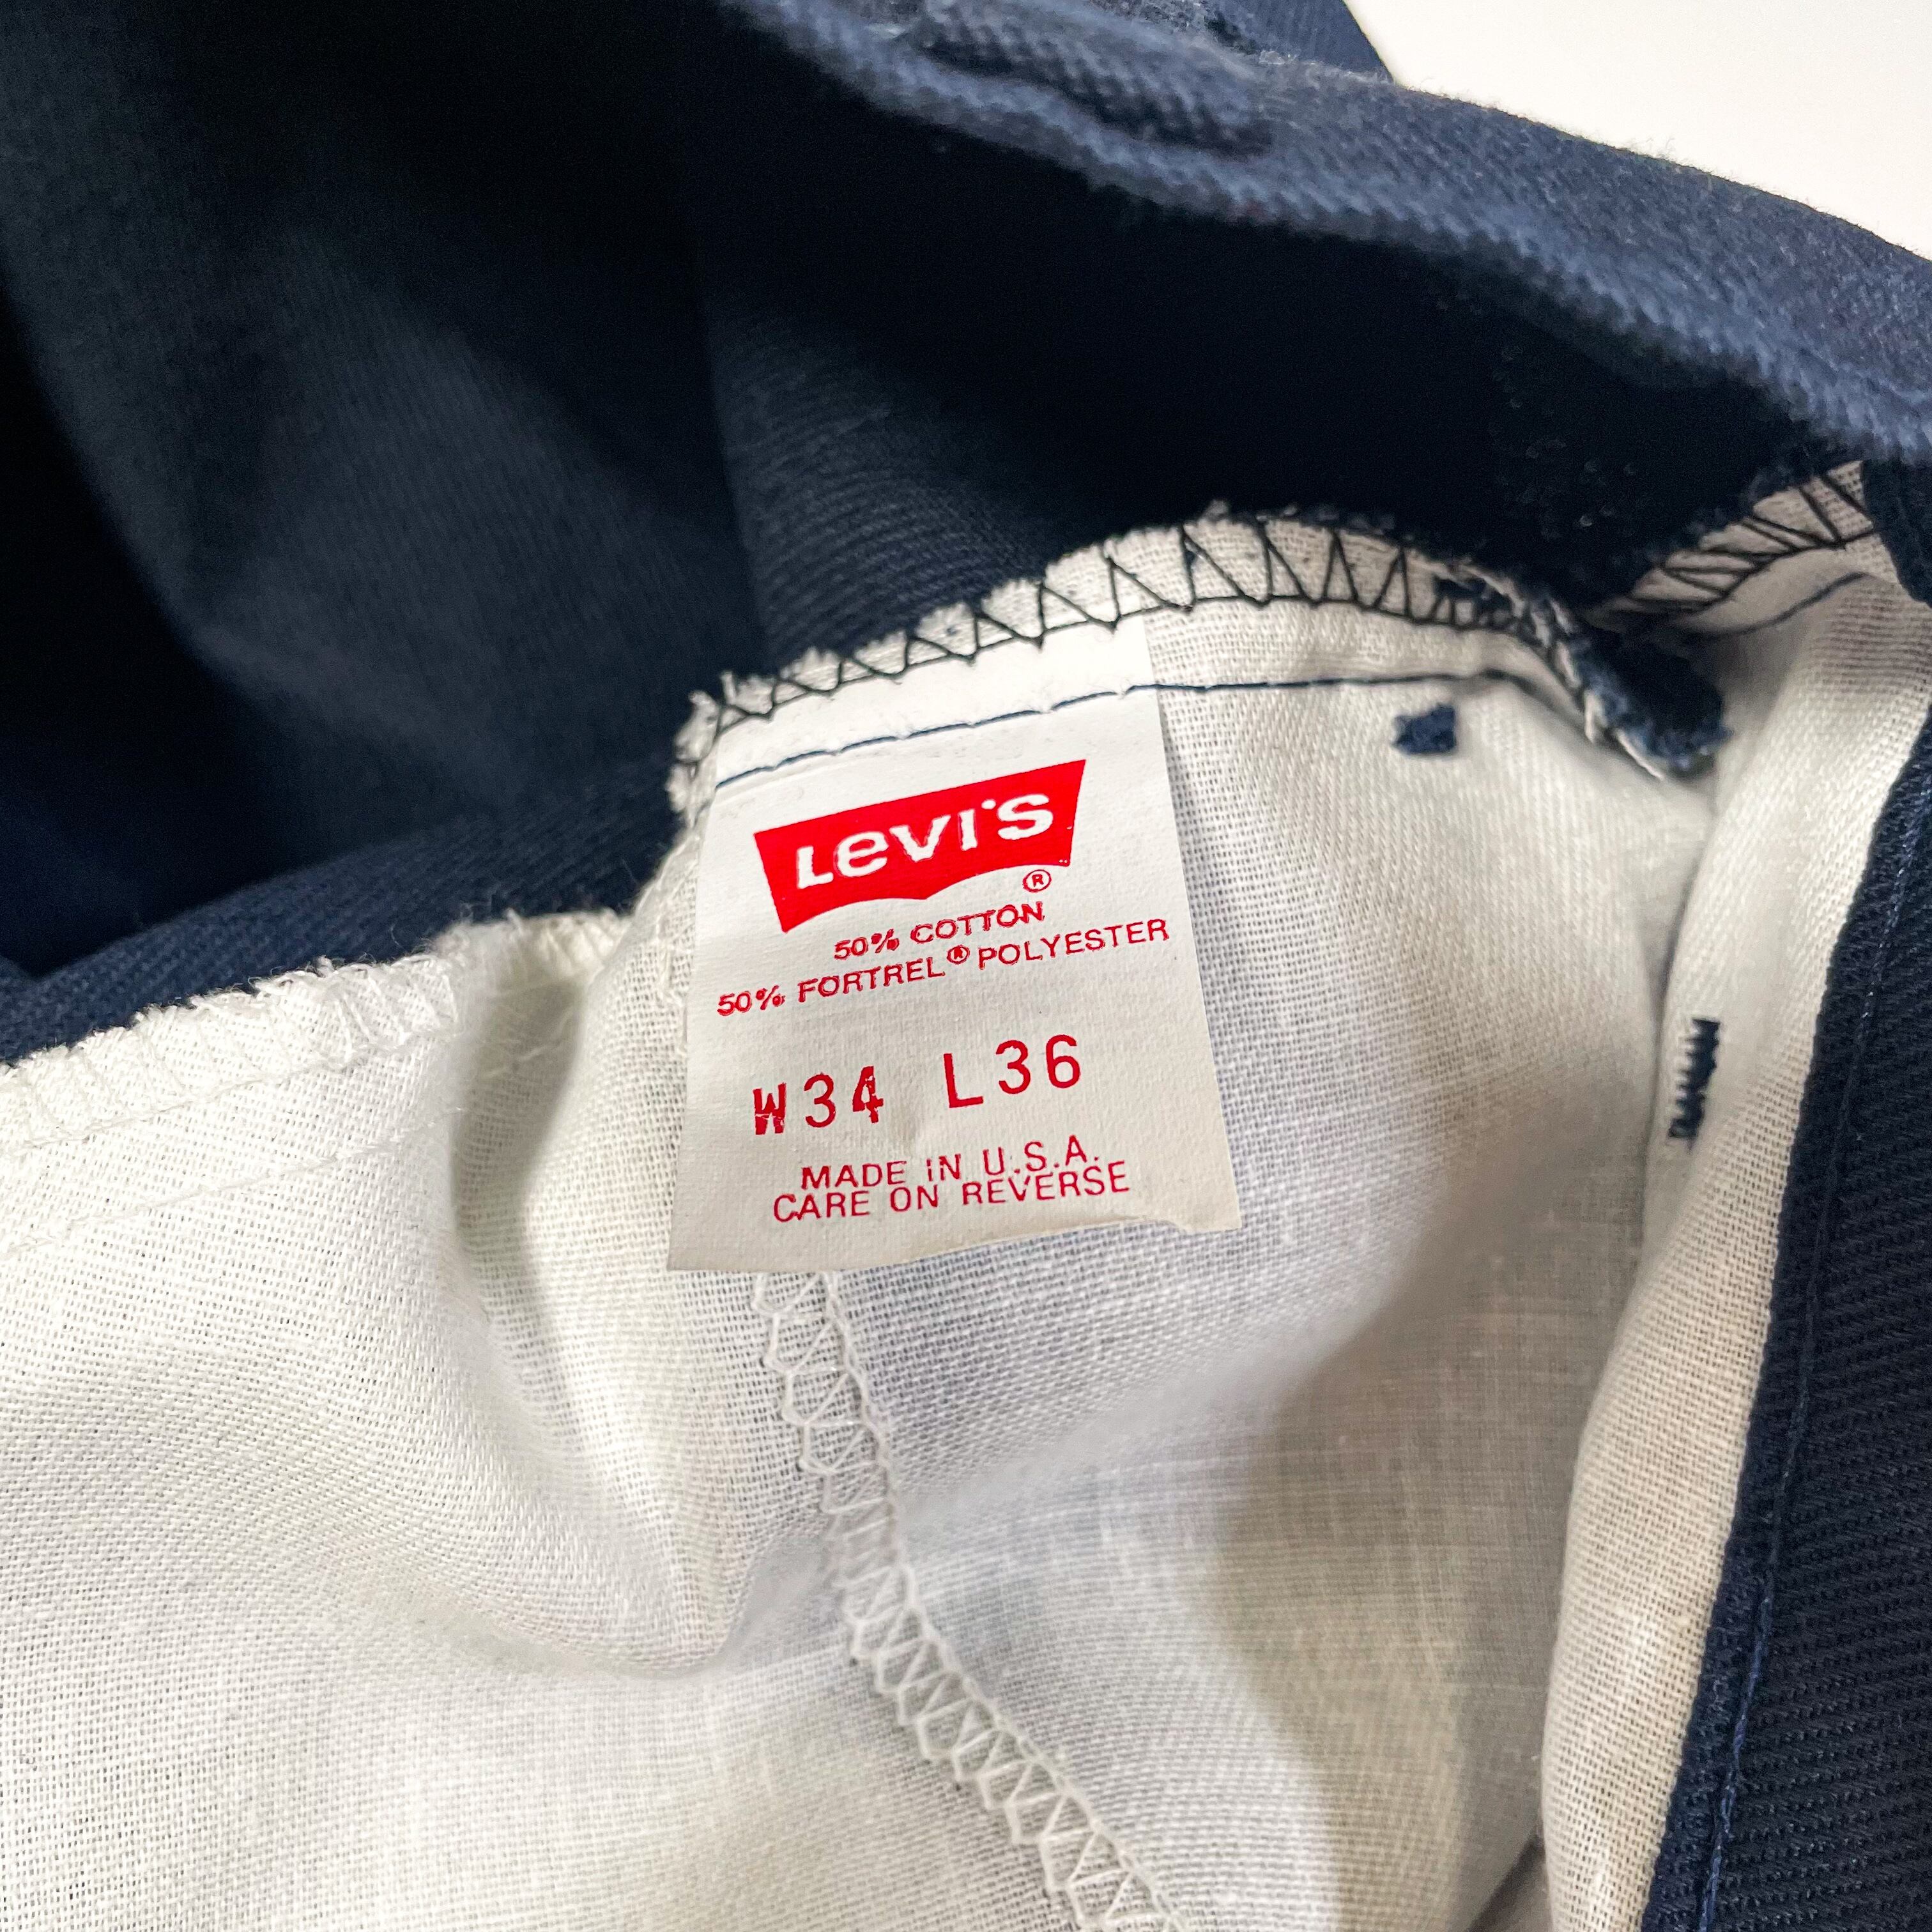 Levi's
®
50% COTTON
50% FORTREL® POLYESTER
W34 L36
MADE IN U.S.A.
CARE ON REVERSE